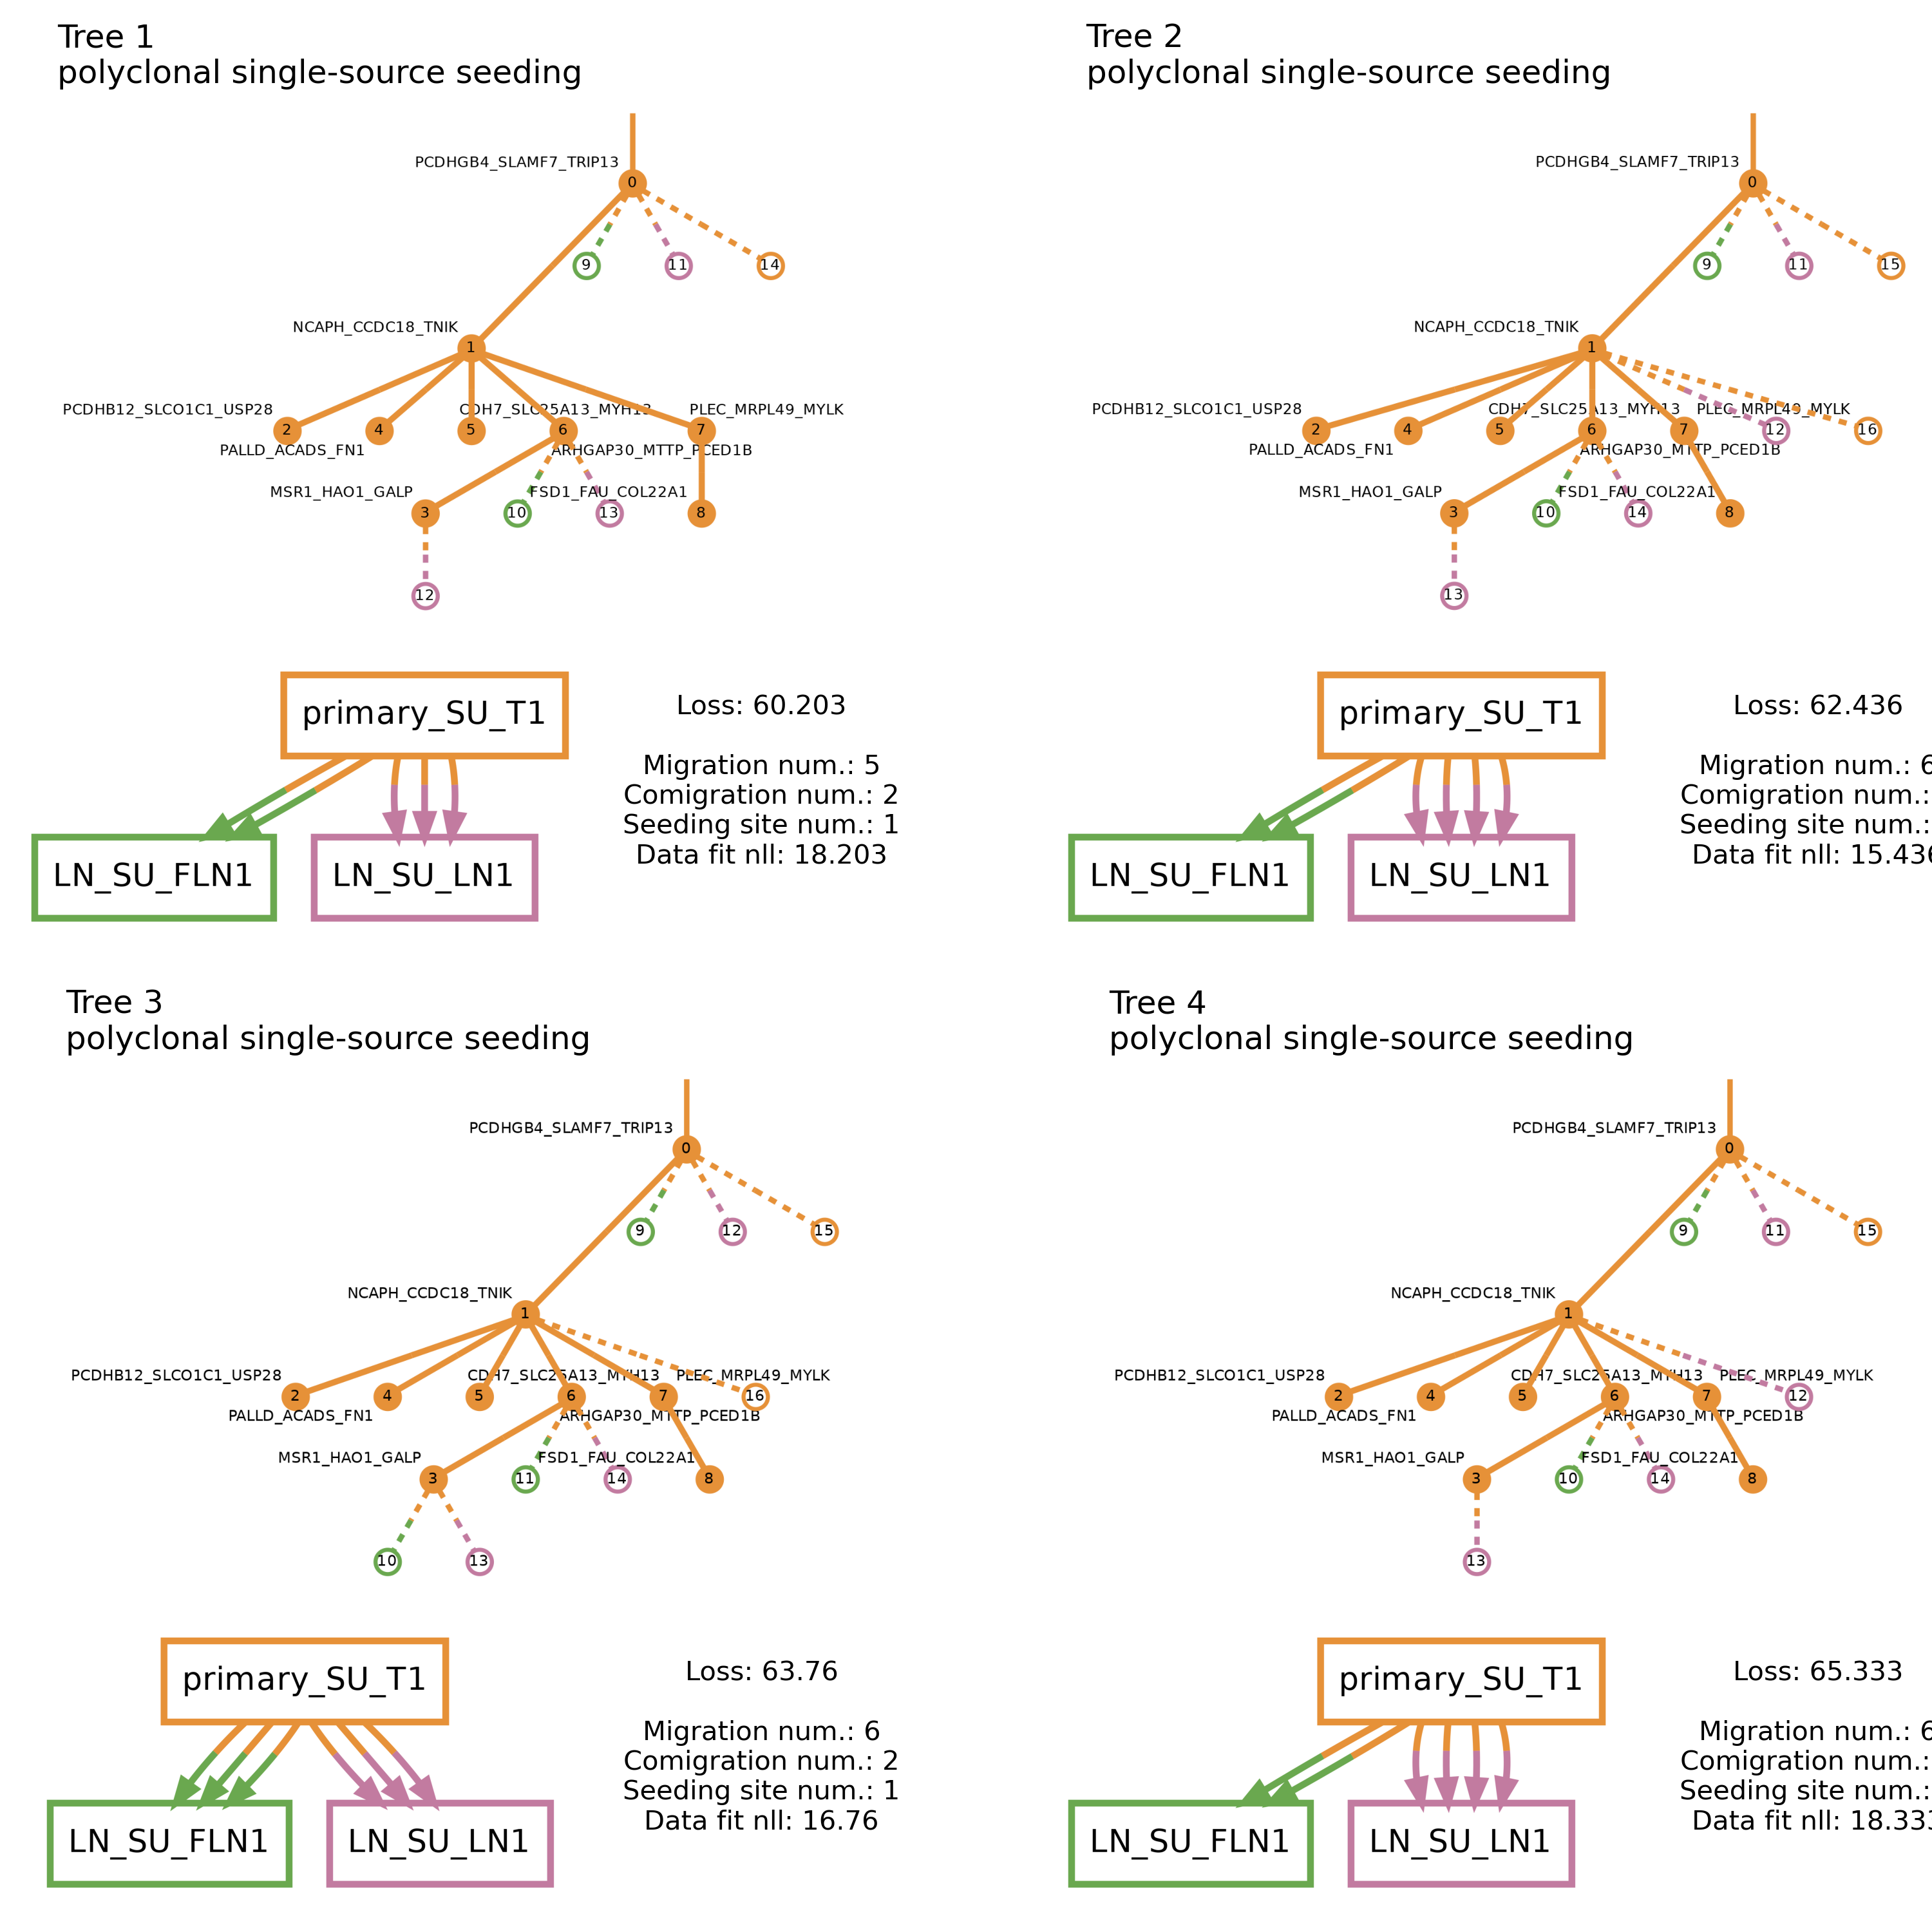 Tree 1
polyclonal single-source seeding
PCDHGB4_SLAMF7_TRIP13
0
9
11
14
NCAPH_CCDC18_TNIK
1
PCDHB12_SLCO1C1_USP28
CDH7_SLC25A13_MYH13
PLEC_MRPL49_MYLK
2
4
5
6
7
PALLD_ACADS_FN1
ARHGAP30_MTTP_PCED1B
MSR1_HAO1_GALP
FSD1_FAU_COL22A1
3
10
13
8
12
primary_SU_T1
LN_SU_FLN1
LN_SU_LN1
Loss: 60.203
Migration num.: 5
Comigration num.: 2
Seeding site num.: 1
Data fit nll: 18.203
Tree 2
polyclonal single-source seeding
PCDHGB4_SLAMF7_TRIP13
0
9
11
15
NCAPH_CCDC18_TNIK
1
PCDHB12_SLCO1C1_USP28
CDH7_SLC25A13_MYH13
PLEC_MRPL49_MYLK
2
4
5
6
7
12
16
PALLD_ACADS_FN1
ARHGAP30_MTTP_PCED1B
MSR1_HAO1_GALP
FSD1_FAU_COL22A1
3
10
14
8
13
primary_SU_T1
LN_SU_FLN1
LN_SU_LN1
Loss: 62.436
Migration num.: 6
Comigration num.:
Seeding site num.:
Data fit nll: 15.436
Tree 3
polyclonal single-source seeding
PCDHGB4_SLAMF7_TRIP13
0
9
12
15
NCAPH_CCDC18_TNIK
1
PCDHB12_SLCO1C1_USP28
CDH7_SLC25A13_MYH13
PLEC_MRPL49_MYLK
2
4
5
6
7
16
PALLD_ACADS_FN1
ARHGAP30_MTTP_PCED1B
MSR1_HAO1_GALP
FSD1_FAU_COL22A1
3
11
14
8
10
13
primary_SU_T1
LN_SU_FLN1
LN_SU_LN1
Loss: 63.76
Migration num.: 6
Comigration num.: 2
Seeding site num.: 1
Data fit nll: 16.76
Tree 4
polyclonal single-source seeding
PCDHGB4_SLAMF7_TRIP13
0
9
11
15
NCAPH_CCDC18_TNIK
1
PCDHB12_SLCO1C1_USP28
CDH7_SLC25A13_MYH13
PLEC_MRPL49_MYLK
2
4
5
6
7
12
PALLD_ACADS_FN1
ARHGAP30_MTTP_PCED1B
MSR1_HAO1_GALP
FSD1_FAU_COL22A1
3
10
14
8
13
primary_SU_T1
LN_SU_FLN1
LN_SU_LN1
Loss: 65.333
Migration num.: 6
Comigration num.:
Seeding site num.:
Data fit nll: 18.333